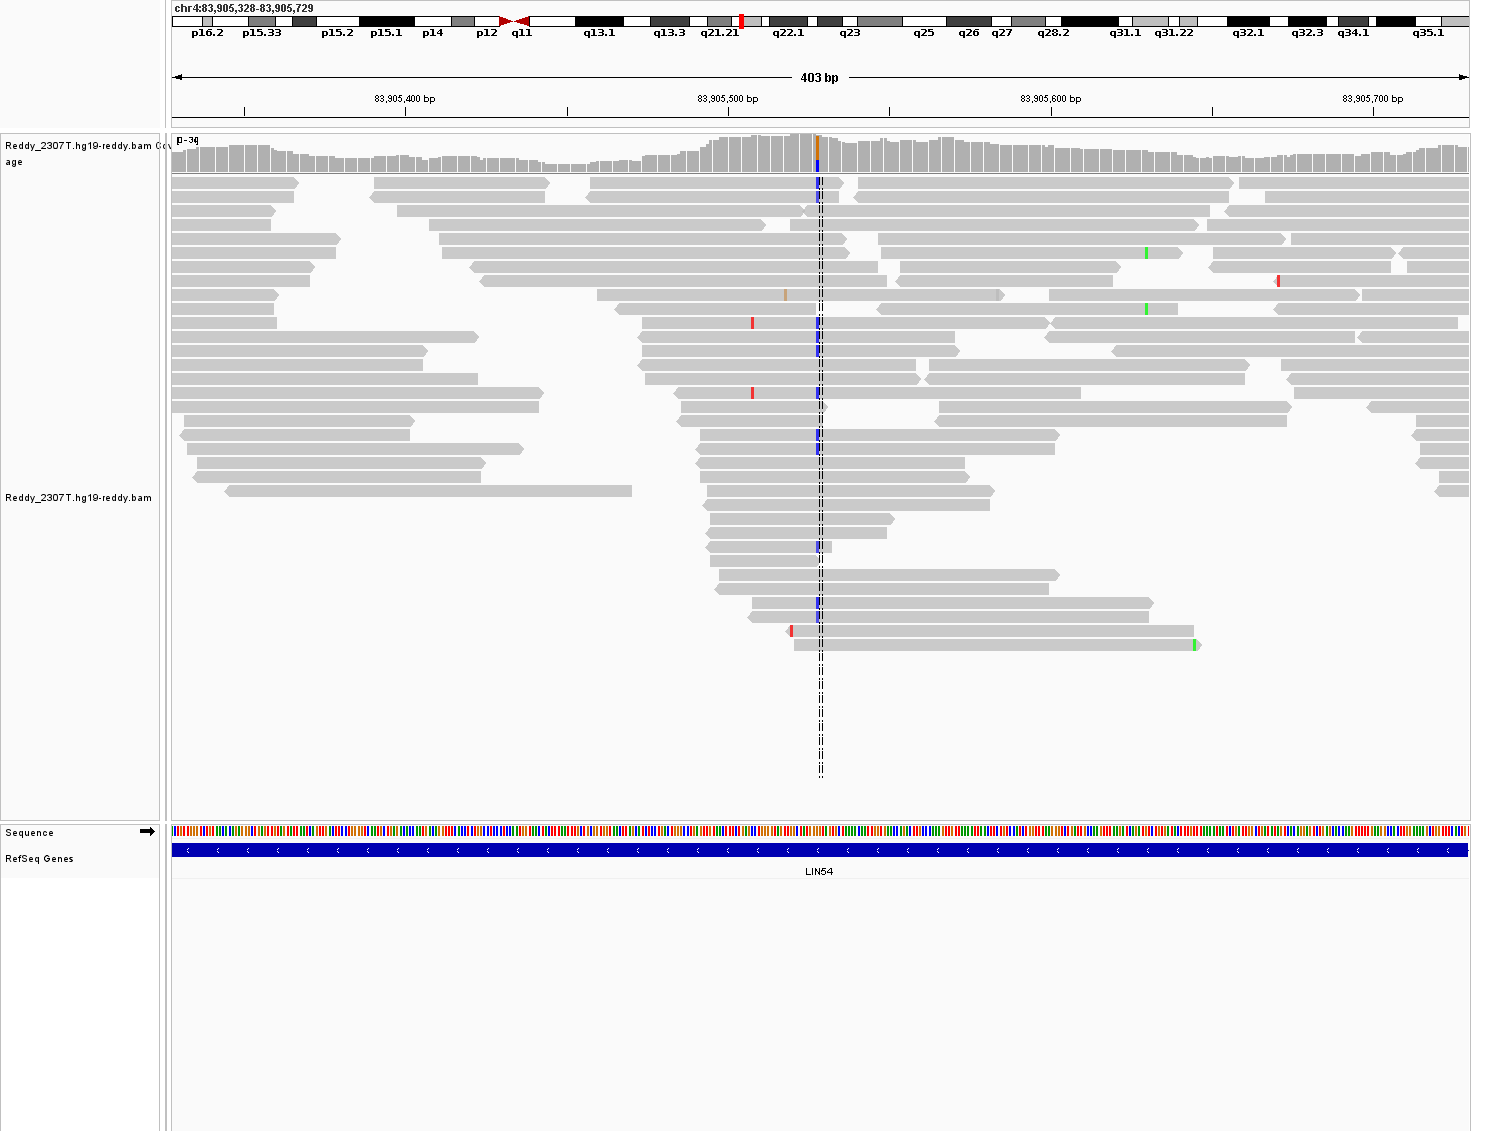 chr4:83,905,328-83,905,729
p16.2 p15.33 p15.2 p15.1 p14 p12 q11 q13.1 q13.3 q21.21 q22.1 q23 q25 q26 q27 q28.2 q31.1 q31.22 q32.1 q32.3 q34.1 q35.1
403 bp
83,905,400 bp 83,905,500 bp 83,905,600 bp 83,905,700 bp
Reddy_2307T.hg19-reddy.bam Cov
age
Reddy_2307T.hg19-reddy.bam
Sequence
RefSeq Genes
LIN54